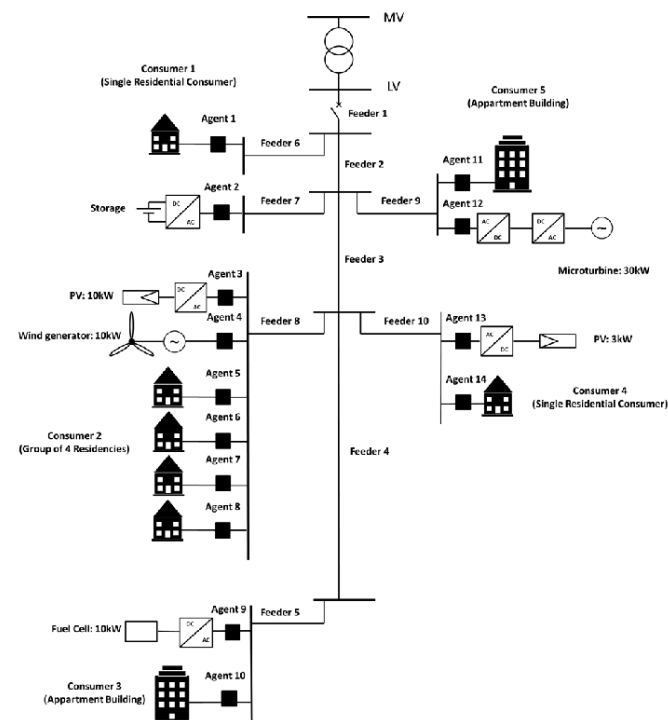 MV
LV
Feeder 1
Consumer 1
(Single Residential Consumer)
Agent 1
Feeder 6
Feeder 2
Consumer 5
(Appartment Building)
Agent 11
Storage
DC
AC
Agent 2
Feeder 7
Feeder 9
Agent 12
AC
DC
DC
AC
~
Microturbine: 30kW
Feeder 3
PV: 10kW
DC
AC
Agent 3
Wind generator: 10kW
~
Agent 4
Feeder 8
Feeder 10
Agent 13
AC
DC
PV: 3kW
Agent 5
Agent 14
Consumer 4
(Single Residential Consumer)
Agent 6
Consumer 2
(Group of 4 Residencies)
Agent 7
Agent 8
Feeder 4
Fuel Cell: 10kW
DC
AC
Agent 9
Feeder 5
Consumer 3
(Appartment Building)
Agent 10